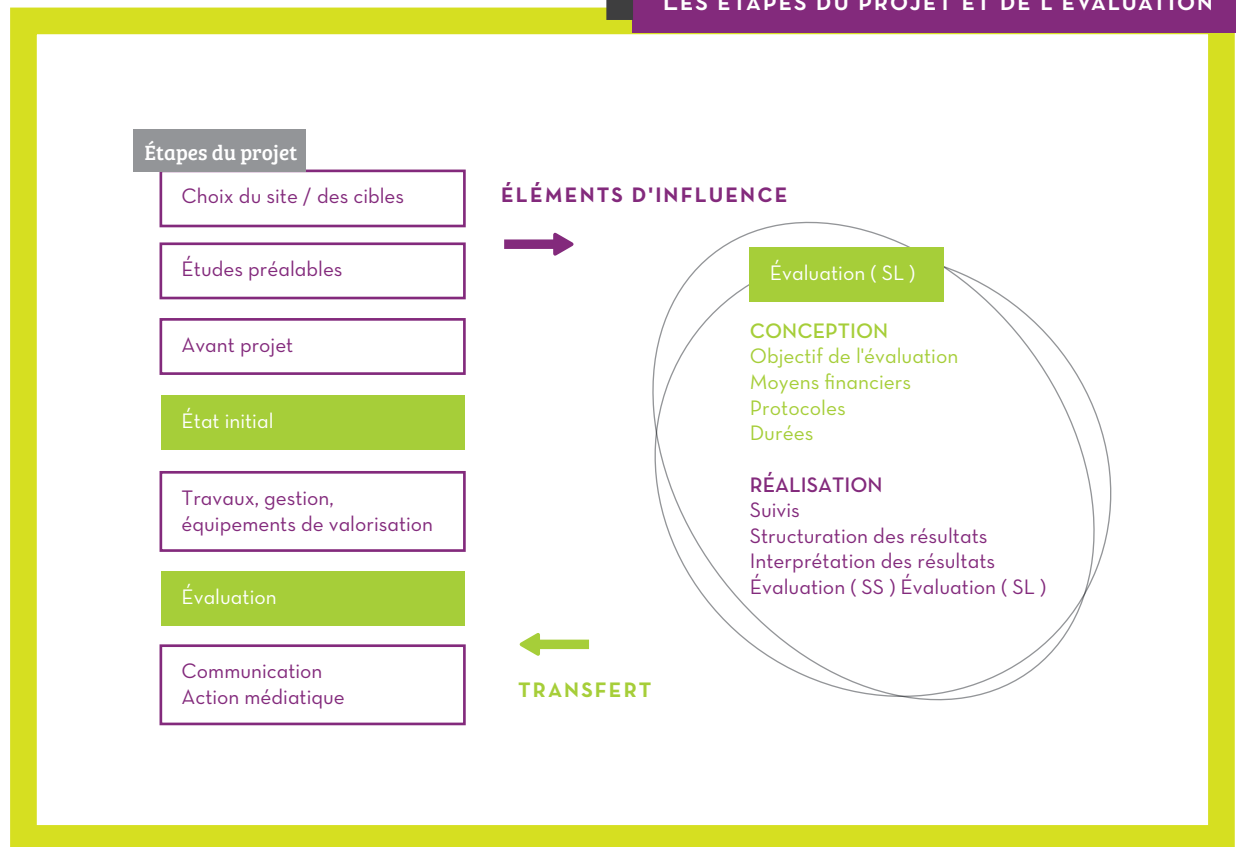 LES ÉTAPES DU PROJET ET DE L'ÉVALUATION
Étapes du projet
Choix du site / des cibles
Études préalables
Avant projet
État initial
Travaux, gestion,
équipements de valorisation
Évaluation
Communication
Action médiatique
ÉLÉMENTS D'INFLUENCE
Évaluation ( SL )
CONCEPTION
Objectif de l'évaluation
Moyens financiers
Protocoles
Durées
RÉALISATION
Suivis
Structuration des résultats
Interprétation des résultats
Évaluation ( SS ) Évaluation ( SL )
TRANSFERT